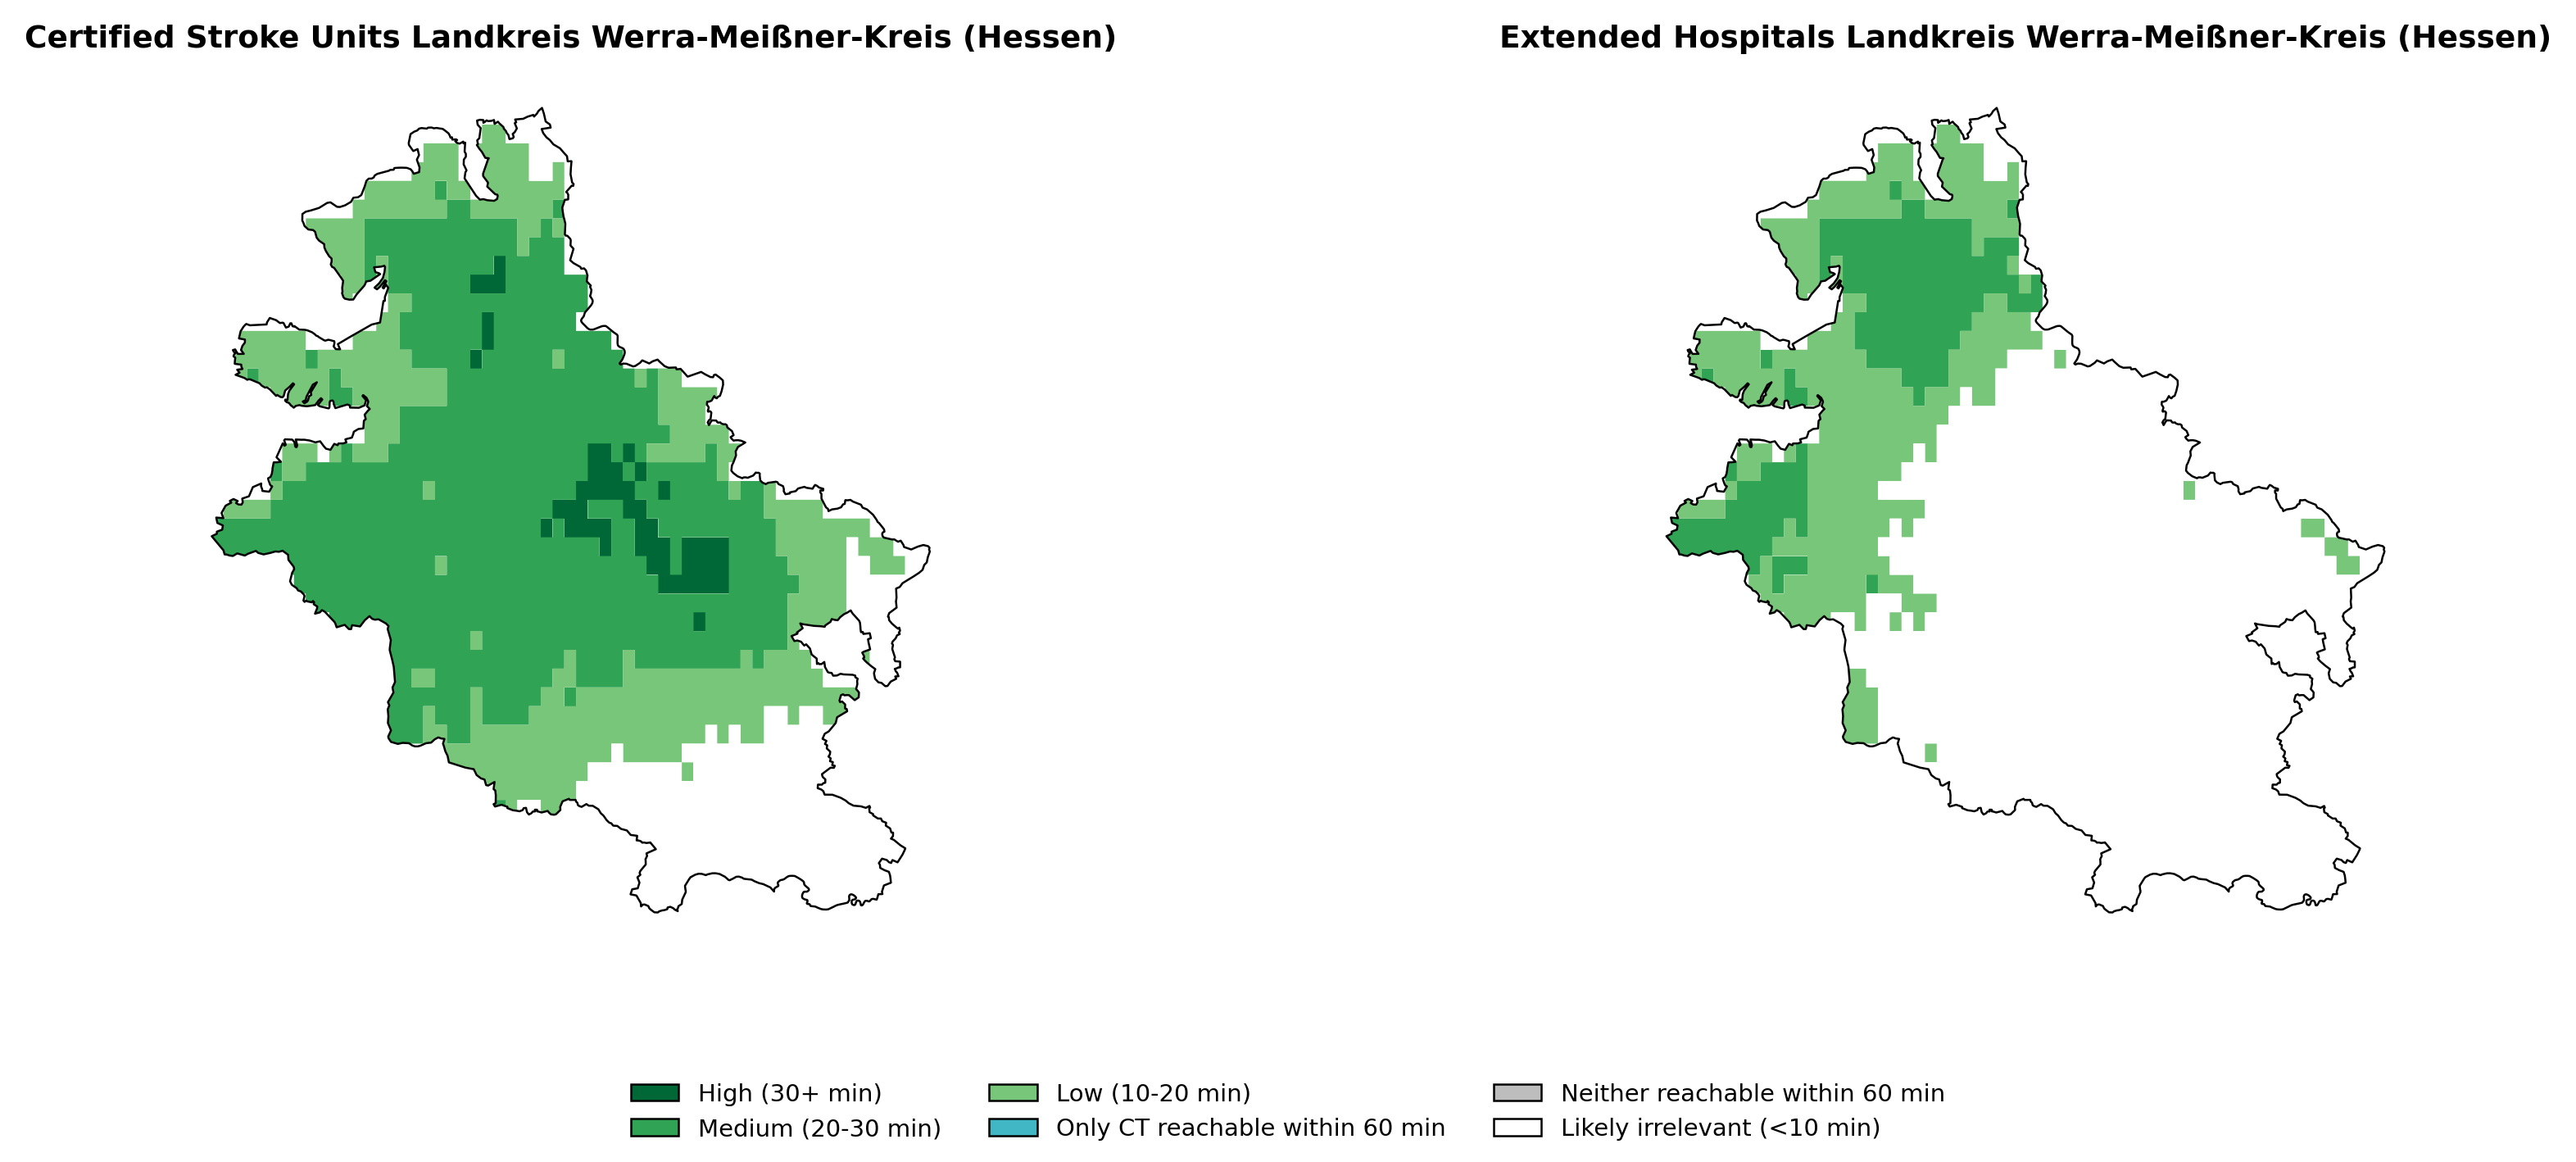 Certified Stroke Units Landkreis Werra-Meißner-Kreis (Hessen)
Extended Hospitals Landkreis Werra-Meißner-Kreis (Hessen)
High (30+ min)
Medium (20-30 min)
Low (10-20 min)
Only CT reachable within 60 min
Neither reachable within 60 min
Likely irrelevant (<10 min)